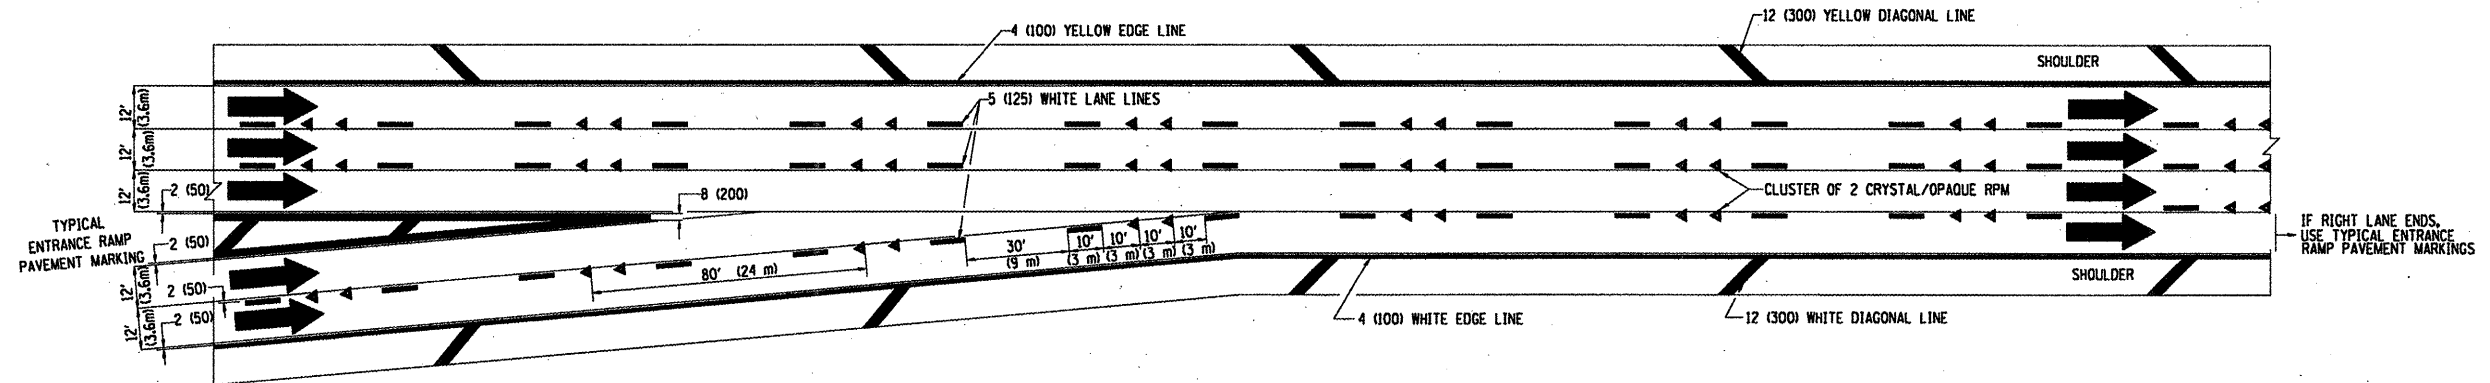 12 (300) YELLOW DIAGONAL LINE
4 (100) YELLOW EDGE LINE
SHOULDER
5 (125) WHITE LANE LINES
12'
(3.6m)
12'
(3.6m)
12'
(3.6m)
2 (50)
8 (200)
CLUSTER OF 2 CRYSTAL/OPAQUE RPM
TYPICAL
ENTRANCE RAMP
PAVEMENT MARKING
2 (50)
IF RIGHT LANE ENDS,
USE TYPICAL ENTRANCE
RAMP PAVEMENT MARKINGS
30'
(9 m)
10'
(3 m)
10'
(3 m)
10'
(3 m)
10'
(3 m)
80' (24 m)
SHOULDER
12'
(3.6m)
12'
(3.6m)
2 (50)
2 (50)
4 (100) WHITE EDGE LINE
12 (300) WHITE DIAGONAL LINE